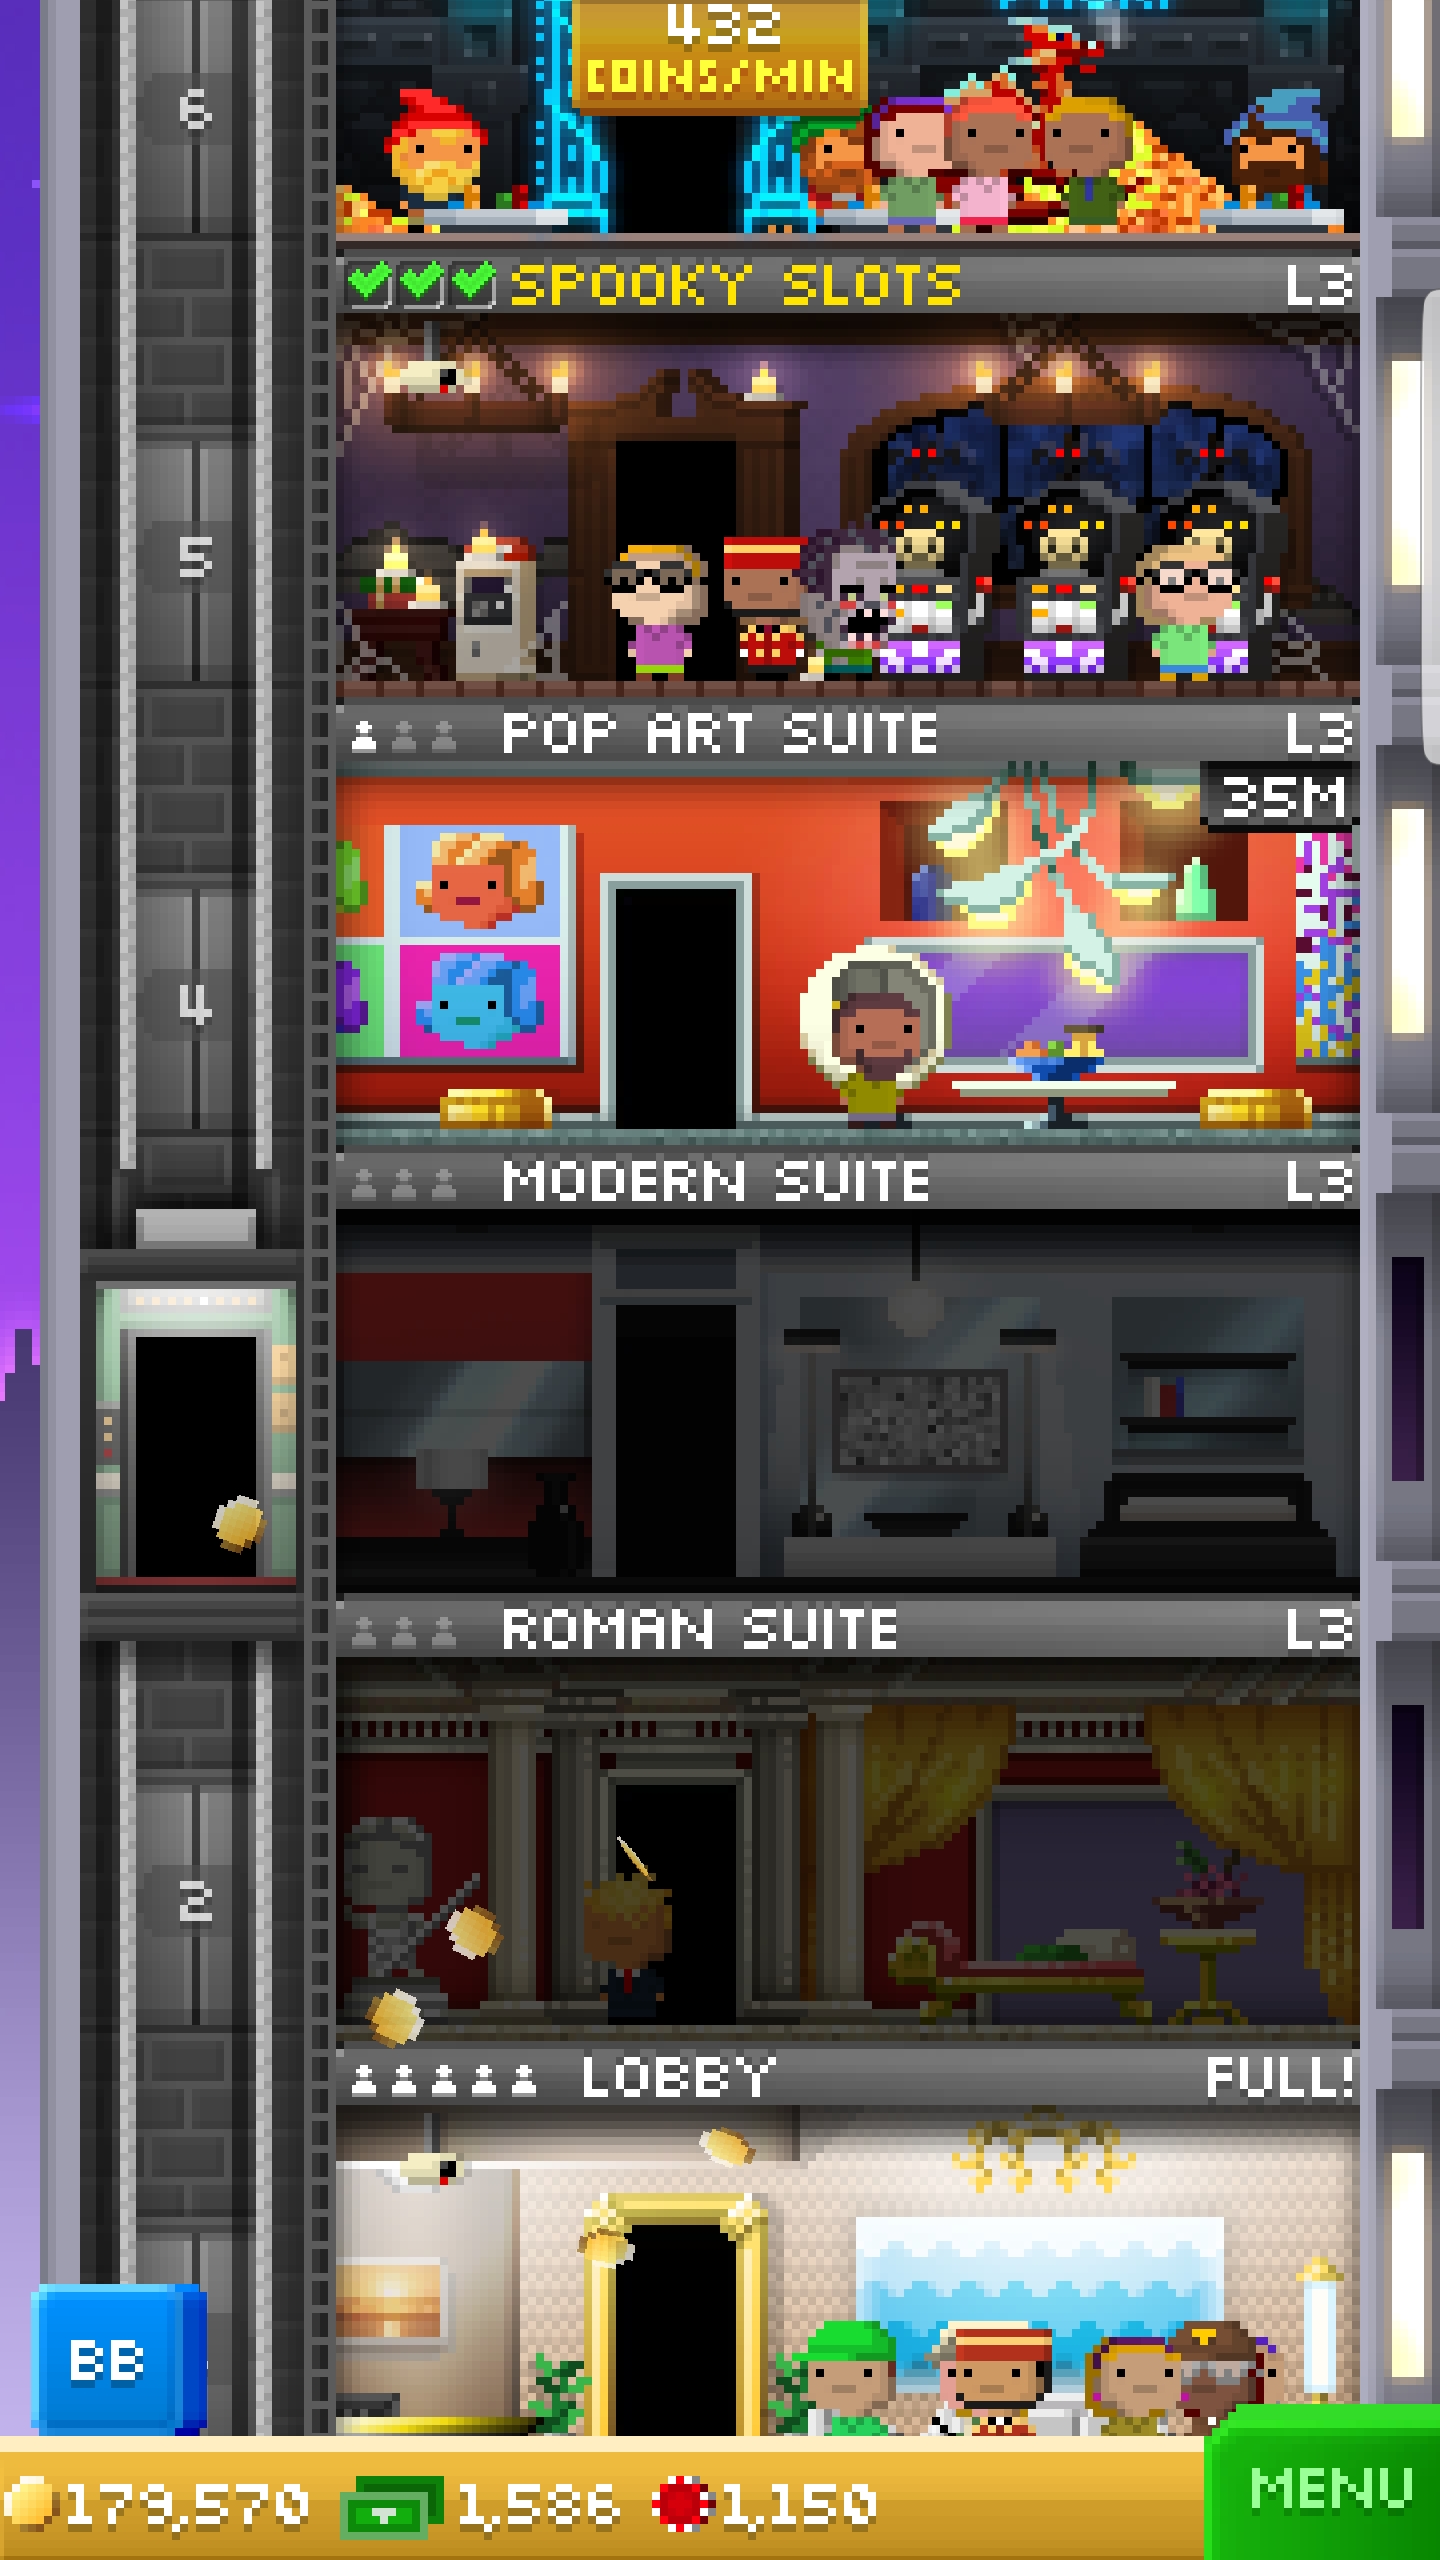 432
COINS/MIN
6
SPOOKY SLOTS L3
5
POP ART SUITE L3
35M
4
MODERN SUITE L3
ROMAN SUITE L3
2
LOBBY FULL!
BB
179,570 1,586 1,150
MENU